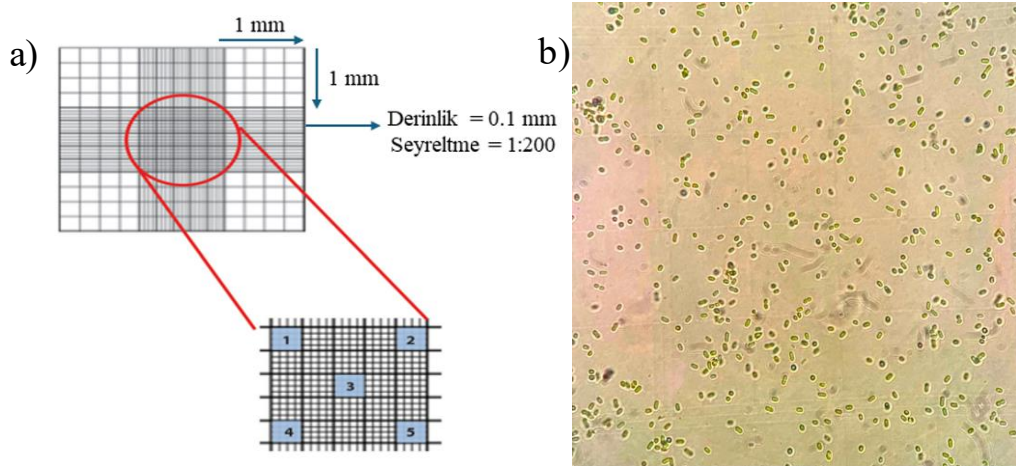 a)
1 mm
1 mm
Derinlik = 0.1 mm
Seyreltme = 1:200
1
2
3
4
5
b)